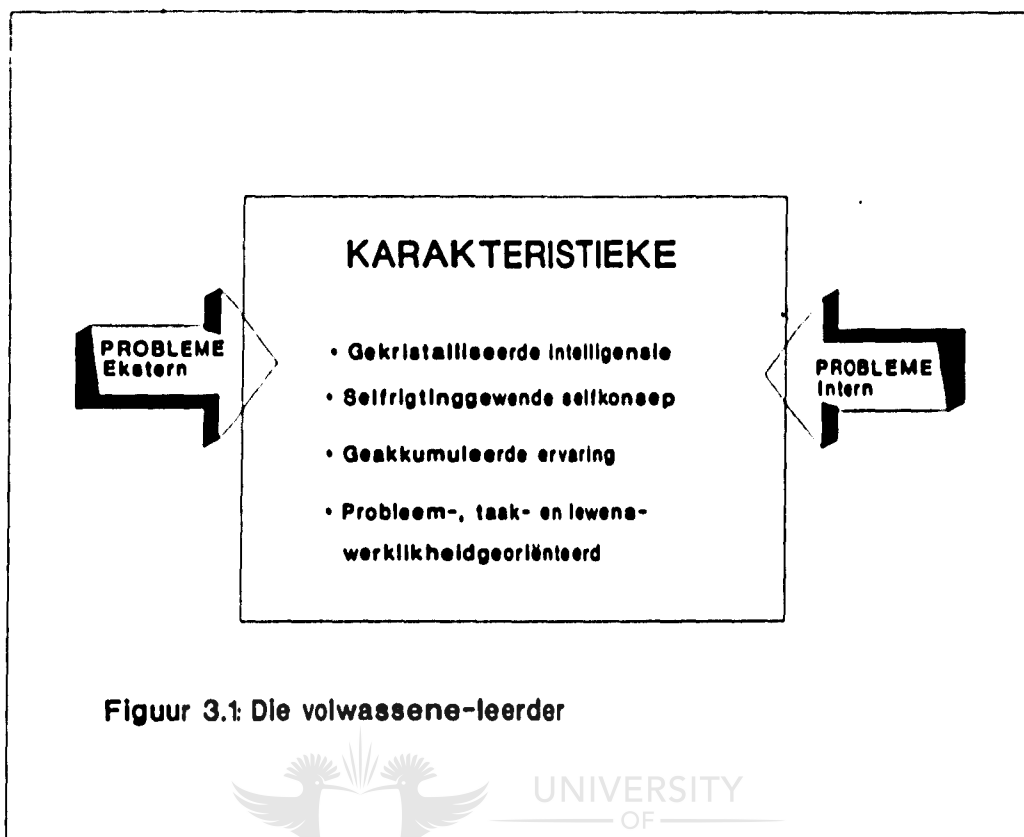 KARAKTERISTIEKE
PROBLEME
Ekstern
• Gekristalliseerde intelligensie
• Selfrigtinggewende selfkonsep
• Geakkumuleerde ervaring
• Probleem-, taak- en lewens-
werklikheidgeoriënteerd
PROBLEME
Intern
Figuur 3.1: Die volwassene-leerder
UNIVERSITY
OF